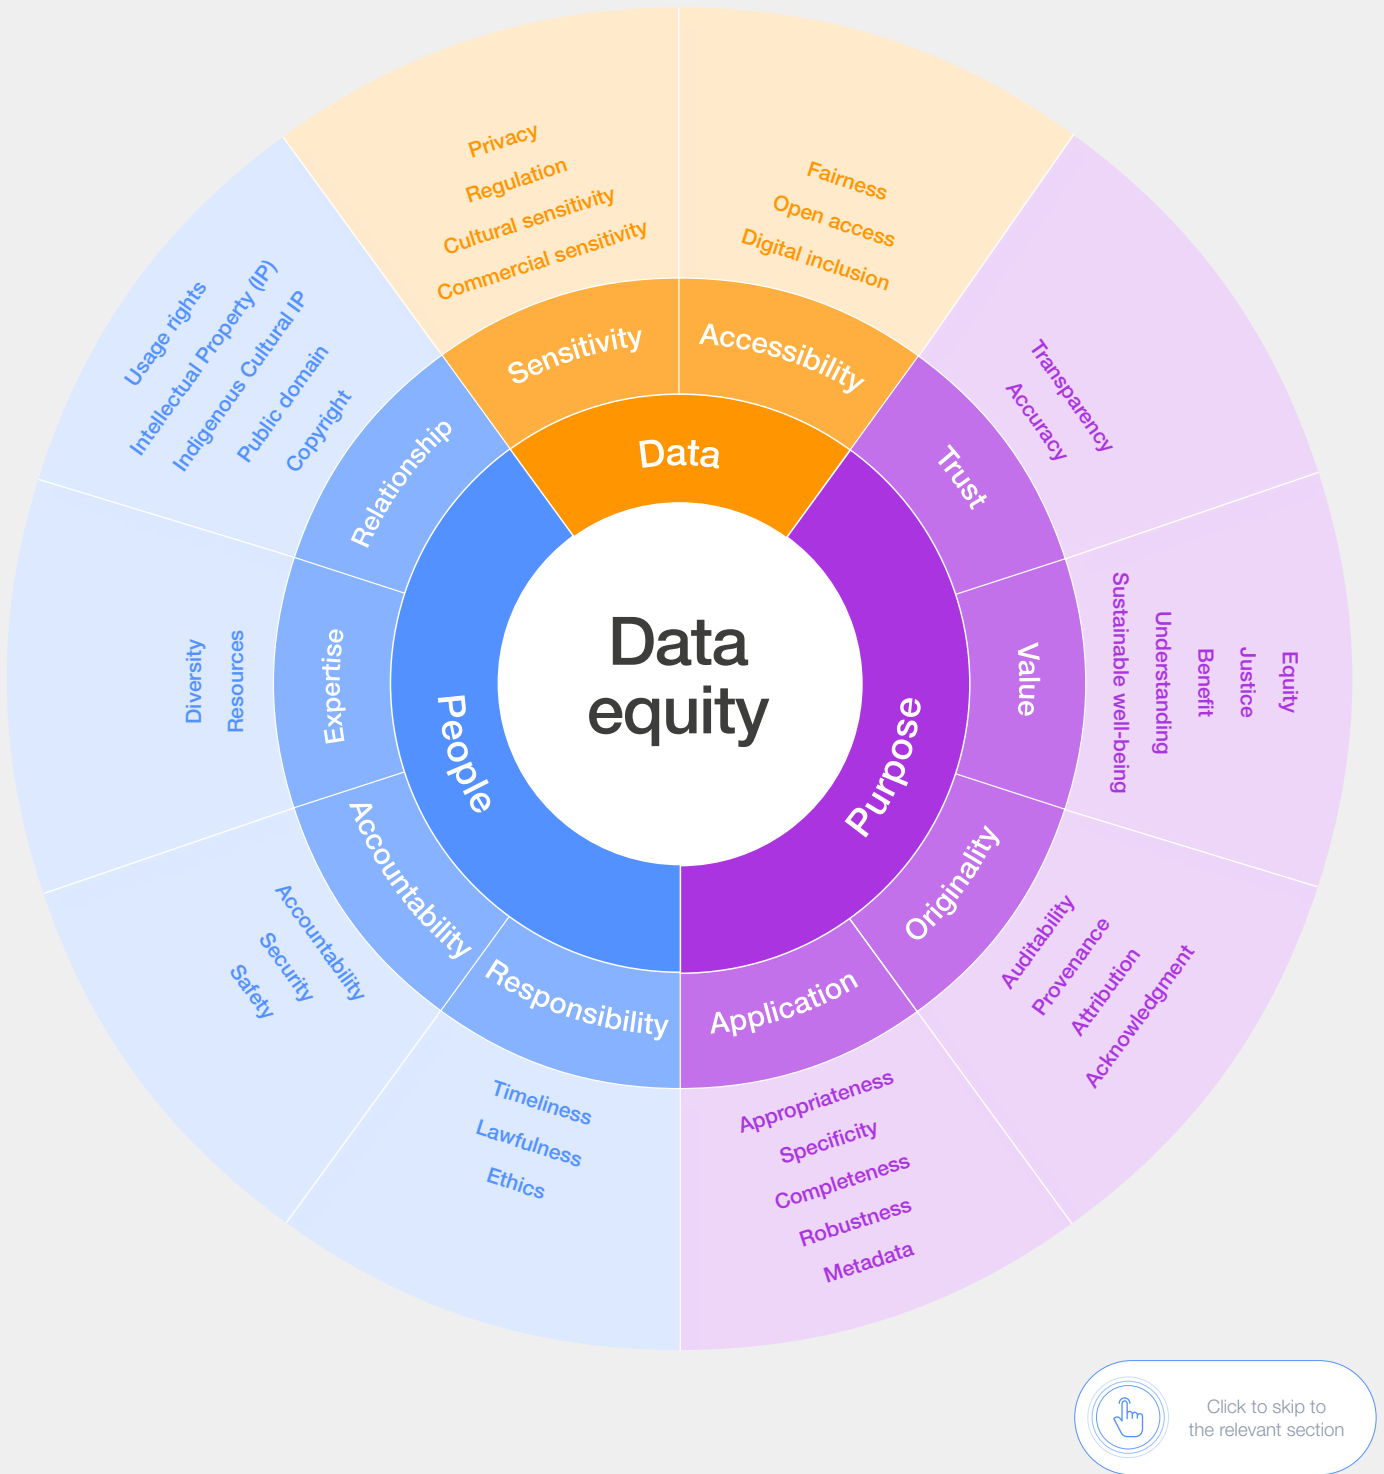 Data
equity
Data
Sensitivity
Privacy
Regulation
Cultural sensitivity
Commercial sensitivity
Accessibility
Fairness
Open access
Digital inclusion
Purpose
Trust
Transparency
Accuracy
Value
Equity
Justice
Benefit
Understanding
Sustainable well-being
Originality
Auditability
Provenance
Attribution
Acknowledgment
Application
Appropriateness
Specificity
Completeness
Robustness
Metadata
People
Responsibility
Timeliness
Lawfulness
Ethics
Accountability
Accountability
Security
Safety
Expertise
Diversity
Resources
Relationship
Usage rights
Intellectual Property (IP)
Indigenous Cultural IP
Public domain
Copyright
Click to skip to
the relevant section